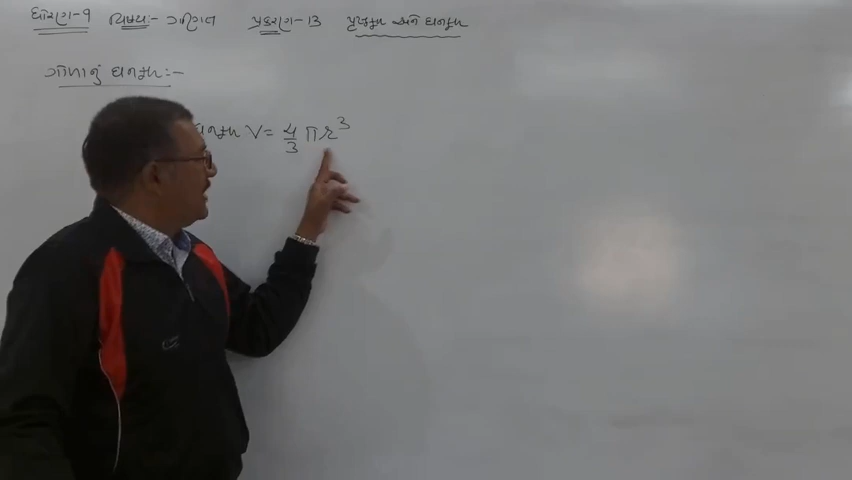 ધોરણ-9 વિષય:- ગણિત પ્રકરણ-13 પૃષ્ઠફળ અને ઘનફળ
ગોળાનું ઘનફળ:-
ઘનફળ V = 4/3 πr³